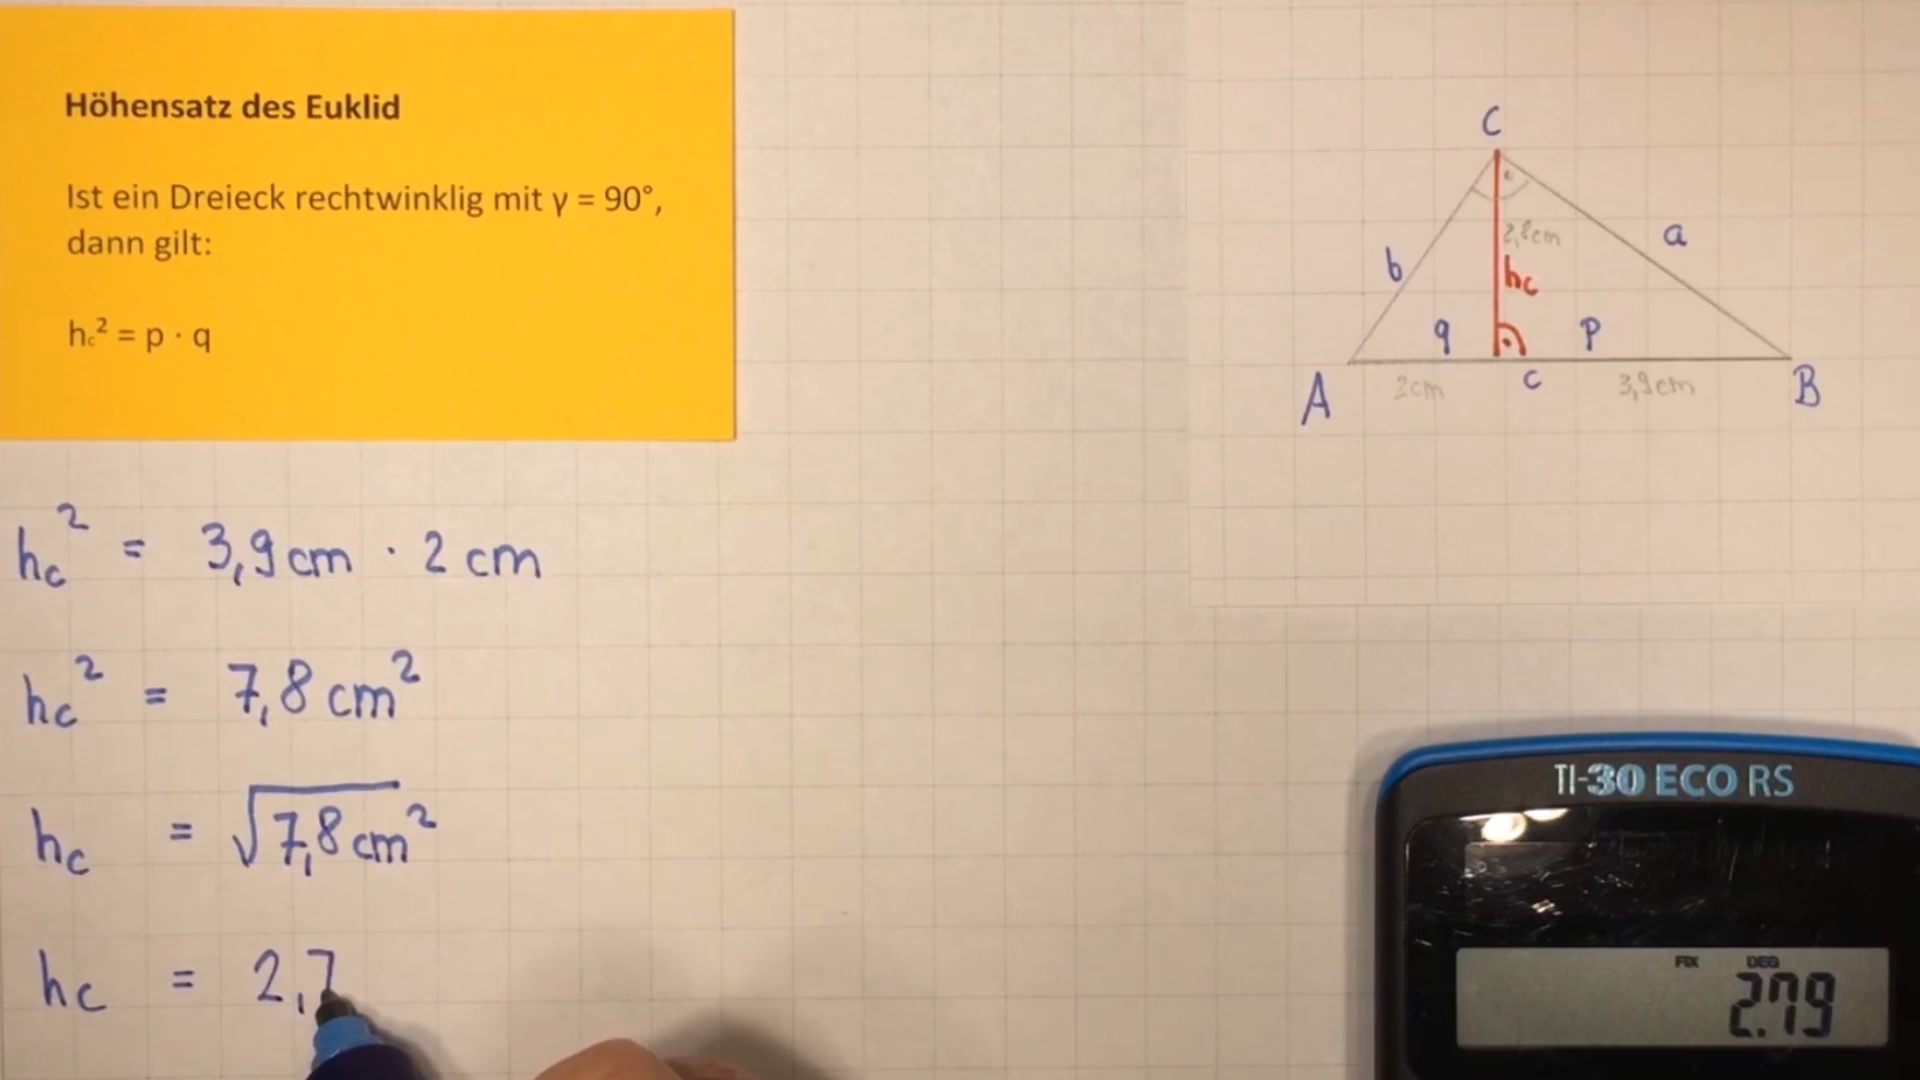 Höhensatz des Euklid
Ist ein Dreieck rechtwinklig mit γ = 90°,
dann gilt:
h꜀² = p · q
C
2,8cm
a
b
hc
q
p
A
2cm
c
3,9cm
B
hc² = 3,9cm · 2 cm
hc² = 7,8 cm²
hc = √7,8 cm²
hc = 2,7
TI-30 ECO RS
FIX DEG
2.79